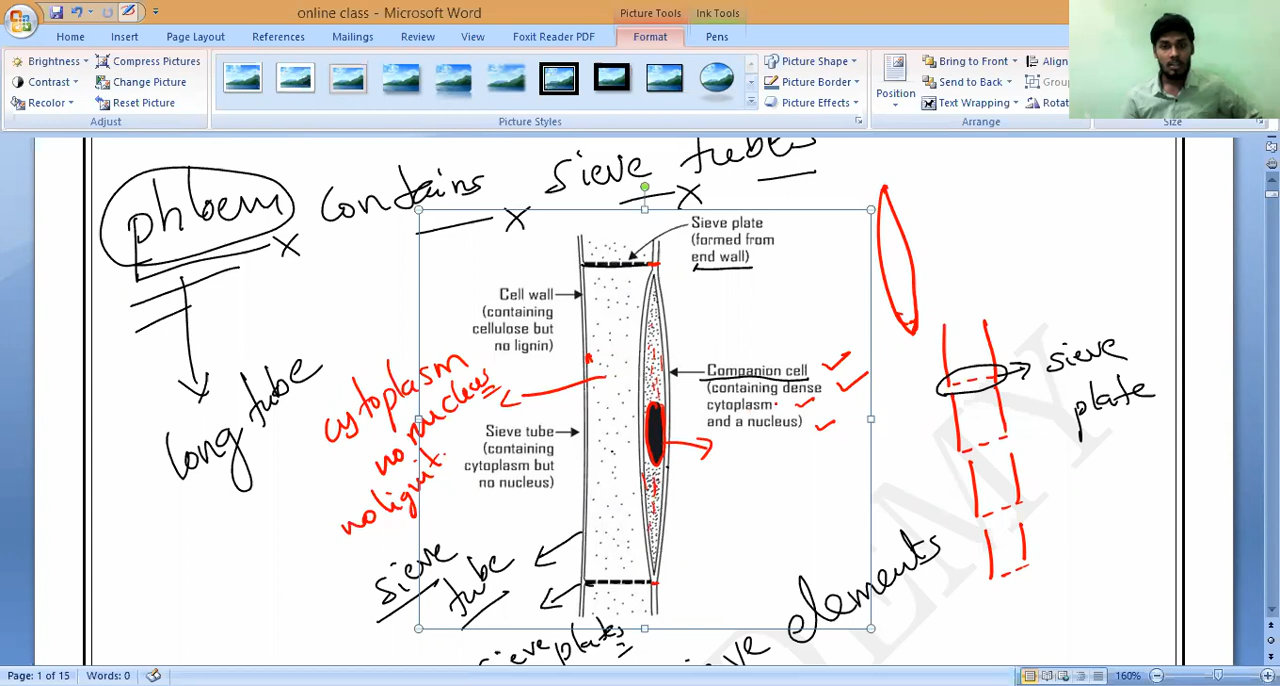 online class - Microsoft Word
Picture Tools
Ink Tools
Home
Insert
Page Layout
References
Mailings
Review
View
Foxit Reader PDF
Format
Pens
Brightness
Compress Pictures
Picture Shape
Bring to Front
Align
Contrast
Change Picture
Picture Border
Position
Send to Back
Group
Recolor
Reset Picture
Picture Effects
Text Wrapping
Rotat
Adjust
Picture Styles
Arrange
Size
phloem contains sieve tubes
Sieve plate
(formed from
end wall)
Cell wall
(containing
cellulose but
no lignin)
Companion cell
(containing dense
cytoplasm
and a nucleus)
Sieve tube
(containing
cytoplasm but
no nucleus)
cytoplasm
no nucleus
no lignit.
long tube
sieve
plate
sieve
tube
sieve plates
elements
EMY
Page: 1 of 15
Words: 0
160%